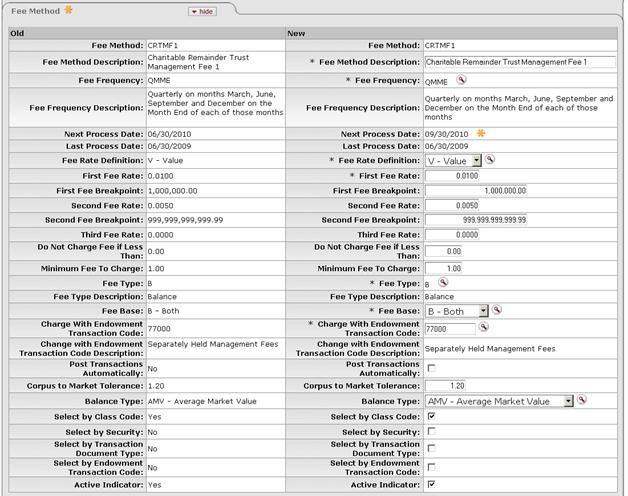 Fee Method
hide
Old New
Fee Method: CRTMF1 Fee Method: CRTMF1
Fee Method Description: Charitable Remainder Trust Management Fee 1 * Fee Method Description: Charitable Remainder Trust Management Fee 1
Fee Frequency: QMME * Fee Frequency: QMME
Fee Frequency Description: Quarterly on months March, June, September and December on the Month End of each of those months Fee Frequency Description: Quarterly on months March, June, September and December on the Month End of each of those months
Next Process Date: 06/30/2010 Next Process Date: 09/30/2010
Last Process Date: 06/30/2009 Last Process Date: 06/30/2009
Fee Rate Definition: V - Value * Fee Rate Definition: V - Value
First Fee Rate: 0.0100 * First Fee Rate: 0.0100
First Fee Breakpoint: 1,000,000.00 First Fee Breakpoint: 1,000,000.00
Second Fee Rate: 0.0050 Second Fee Rate: 0.0050
Second Fee Breakpoint: 999,999,999,999.99 Second Fee Breakpoint: 999,999,999,999.99
Third Fee Rate: 0.0000 Third Fee Rate: 0.0000
Do Not Charge Fee if Less Than: 0.00 Do Not Charge Fee if Less Than: 0.00
Minimum Fee To Charge: 1.00 Minimum Fee To Charge: 1.00
Fee Type: B * Fee Type: B
Fee Type Description: Balance Fee Type Description: Balance
Fee Base: B - Both * Fee Base: B - Both
Charge With Endowment Transaction Code: 77000 * Charge With Endowment Transaction Code: 77000
Change with Endowment Transaction Code Description: Separately Held Management Fees Change with Endowment Transaction Code Description: Separately Held Management Fees
Post Transactions Automatically: No Post Transactions Automatically:
Corpus to Market Tolerance: 1.20 Corpus to Market Tolerance: 1.20
Balance Type: AMV - Average Market Value Balance Type: AMV - Average Market Value
Select by Class Code: Yes Select by Class Code:
Select by Security: No Select by Security:
Select by Transaction Document Type: No Select by Transaction Document Type:
Select by Endowment Transaction Code: No Select by Endowment Transaction Code:
Active Indicator: Yes Active Indicator: